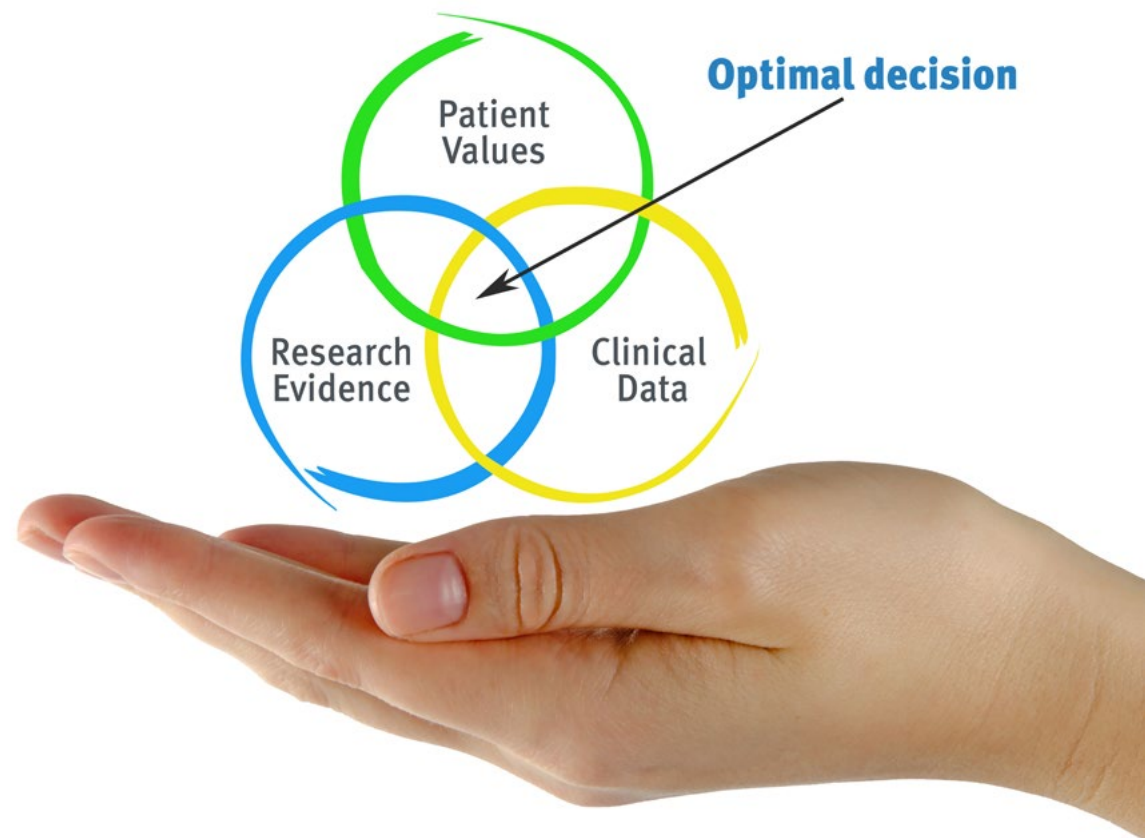 Optimal decision
Patient
Values
Research
Evidence
Clinical
Data